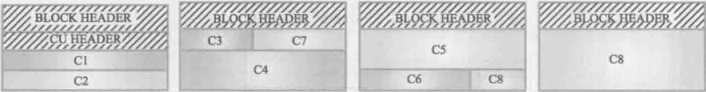 BLOCK HEADER
CU HEADER
C1
C2
BLOCK HEADER
C3 C7
C4
BLOCK HEADER
C5
C6 C8
BLOCK HEADER
C8